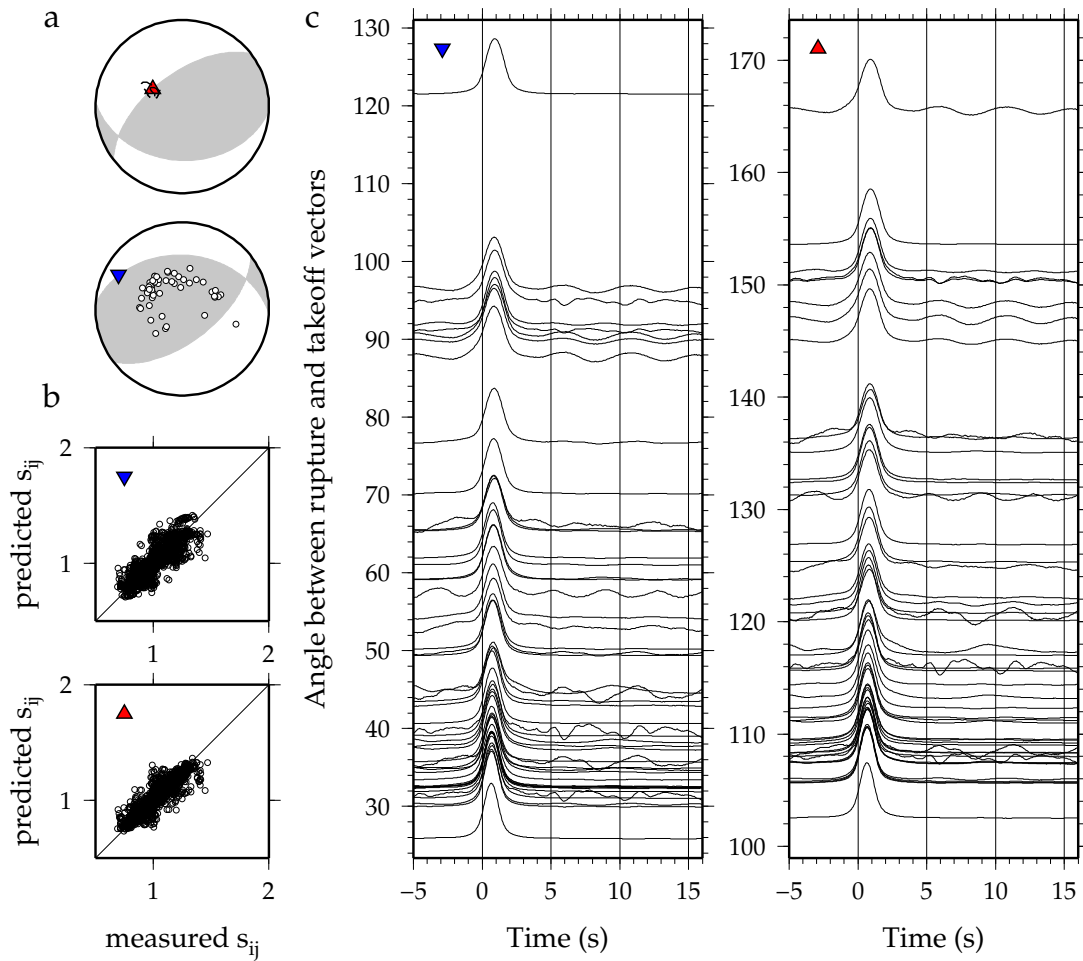 a
b
2
1
predicted s_ij
1
2
2
1
predicted s_ij
1
2
measured s_ij
c
Angle between rupture and takeoff vectors
130
120
110
100
90
80
70
60
50
40
30
−5 0 5 10 15
Time (s)
170
160
150
140
130
120
110
100
−5 0 5 10 15
Time (s)